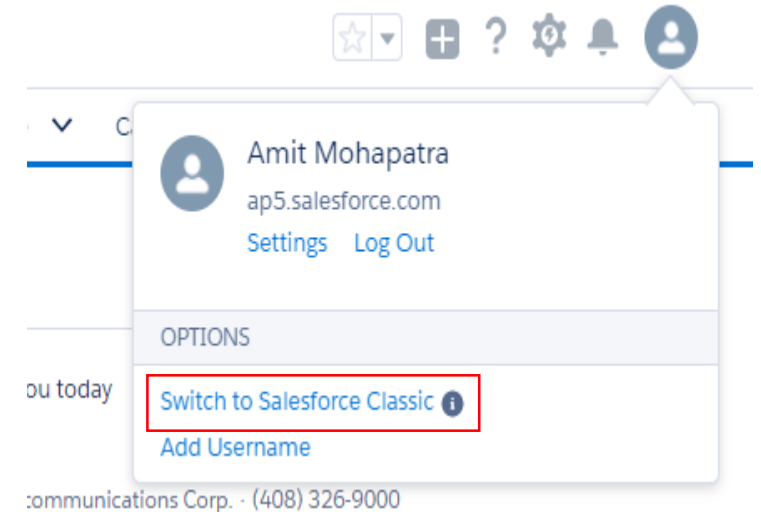 Amit Mohapatra
ap5.salesforce.com
Settings Log Out
OPTIONS
ou today
Switch to Salesforce Classic
Add Username
communications Corp. · (408) 326-9000